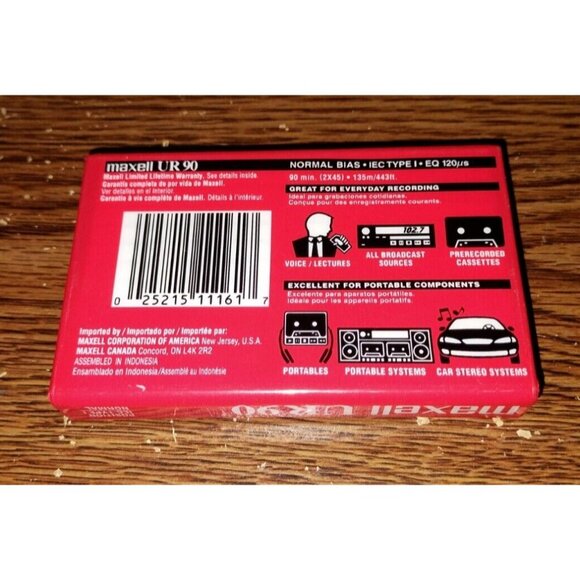 maxell UR 90
Maxell Limited Lifetime Warranty. See details inside.
Garantía completa de por vida de Maxell.
Ver detalles en el interior.
Garantie à vie complète de Maxell. Détails à l'intérieur.
0 25215 11161 7
Imported by / Importado por / Importée par:
MAXELL CORPORATION OF AMERICA New Jersey, U.S.A.
MAXELL CANADA Concord, ON L4K 2R2
ASSEMBLED IN INDONESIA
Ensamblado en Indonesia/Assemblé au Indonésie
NORMAL BIAS • IEC TYPE I • EQ 120µs
90 min. (2X45) • 135m/443ft.
GREAT FOR EVERYDAY RECORDING
Ideal para grabaciones cotidianas.
Conçue pour des enregistrements courants.
102.7
VOICE / LECTURES
ALL BROADCAST
SOURCES
PRERECORDED
CASSETTES
EXCELLENT FOR PORTABLE COMPONENTS
Excelente para aparatos portátiles.
Idéale pour les appareils portatifs.
PORTABLES
PORTABLE SYSTEMS
CAR STEREO SYSTEMS
maxell UR 90